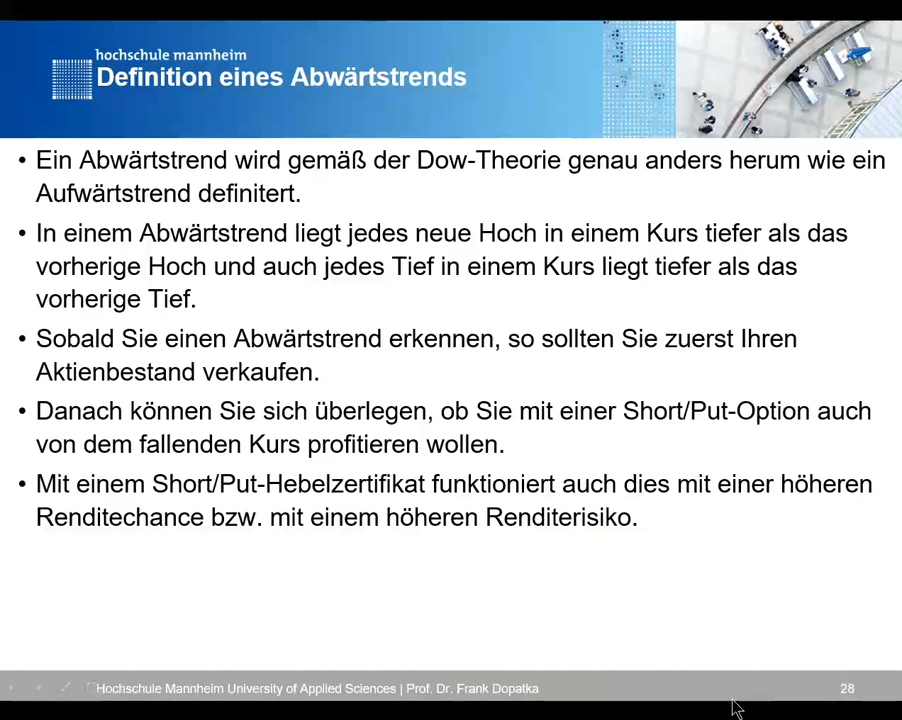 hochschule mannheim
Definition eines Abwärtstrends
• Ein Abwärtstrend wird gemäß der Dow-Theorie genau anders herum wie ein
Aufwärtstrend definitert.
• In einem Abwärtstrend liegt jedes neue Hoch in einem Kurs tiefer als das
vorherige Hoch und auch jedes Tief in einem Kurs liegt tiefer als das
vorherige Tief.
• Sobald Sie einen Abwärtstrend erkennen, so sollten Sie zuerst Ihren
Aktienbestand verkaufen.
• Danach können Sie sich überlegen, ob Sie mit einer Short/Put-Option auch
von dem fallenden Kurs profitieren wollen.
• Mit einem Short/Put-Hebelzertifikat funktioniert auch dies mit einer höheren
Renditechance bzw. mit einem höheren Renditerisiko.
Hochschule Mannheim University of Applied Sciences | Prof. Dr. Frank Dopatka
28